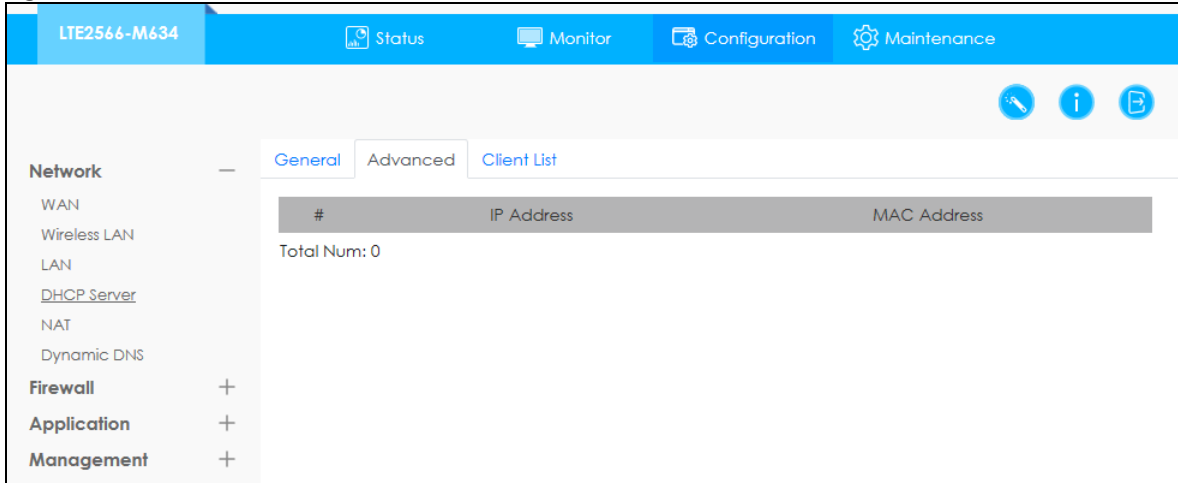 LTE2566-M634 Status Monitor Configuration Maintenance
General Advanced Client List
Network
WAN
Wireless LAN
LAN
DHCP Server
NAT
Dynamic DNS
Firewall
Application
Management
# IP Address MAC Address
Total Num: 0